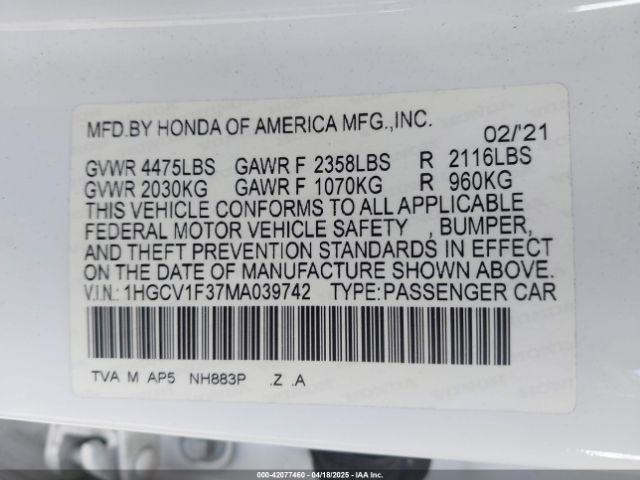 MFD.BY HONDA OF AMERICA MFG.,INC. 02/'21
GVWR 4475LBS GAWR F 2358LBS R 2116LBS
GVWR 2030KG GAWR F 1070KG R 960KG
THIS VEHICLE CONFORMS TO ALL APPLICABLE
FEDERAL MOTOR VEHICLE SAFETY , BUMPER,
AND THEFT PREVENTION STANDARDS IN EFFECT
ON THE DATE OF MANUFACTURE SHOWN ABOVE.
V.I.N.: 1HGCV1F37MA039742 TYPE:PASSENGER CAR
TVA M AP5 NH883P .Z .A
000-42077460 - 04/18/2025 - IAAI.COM